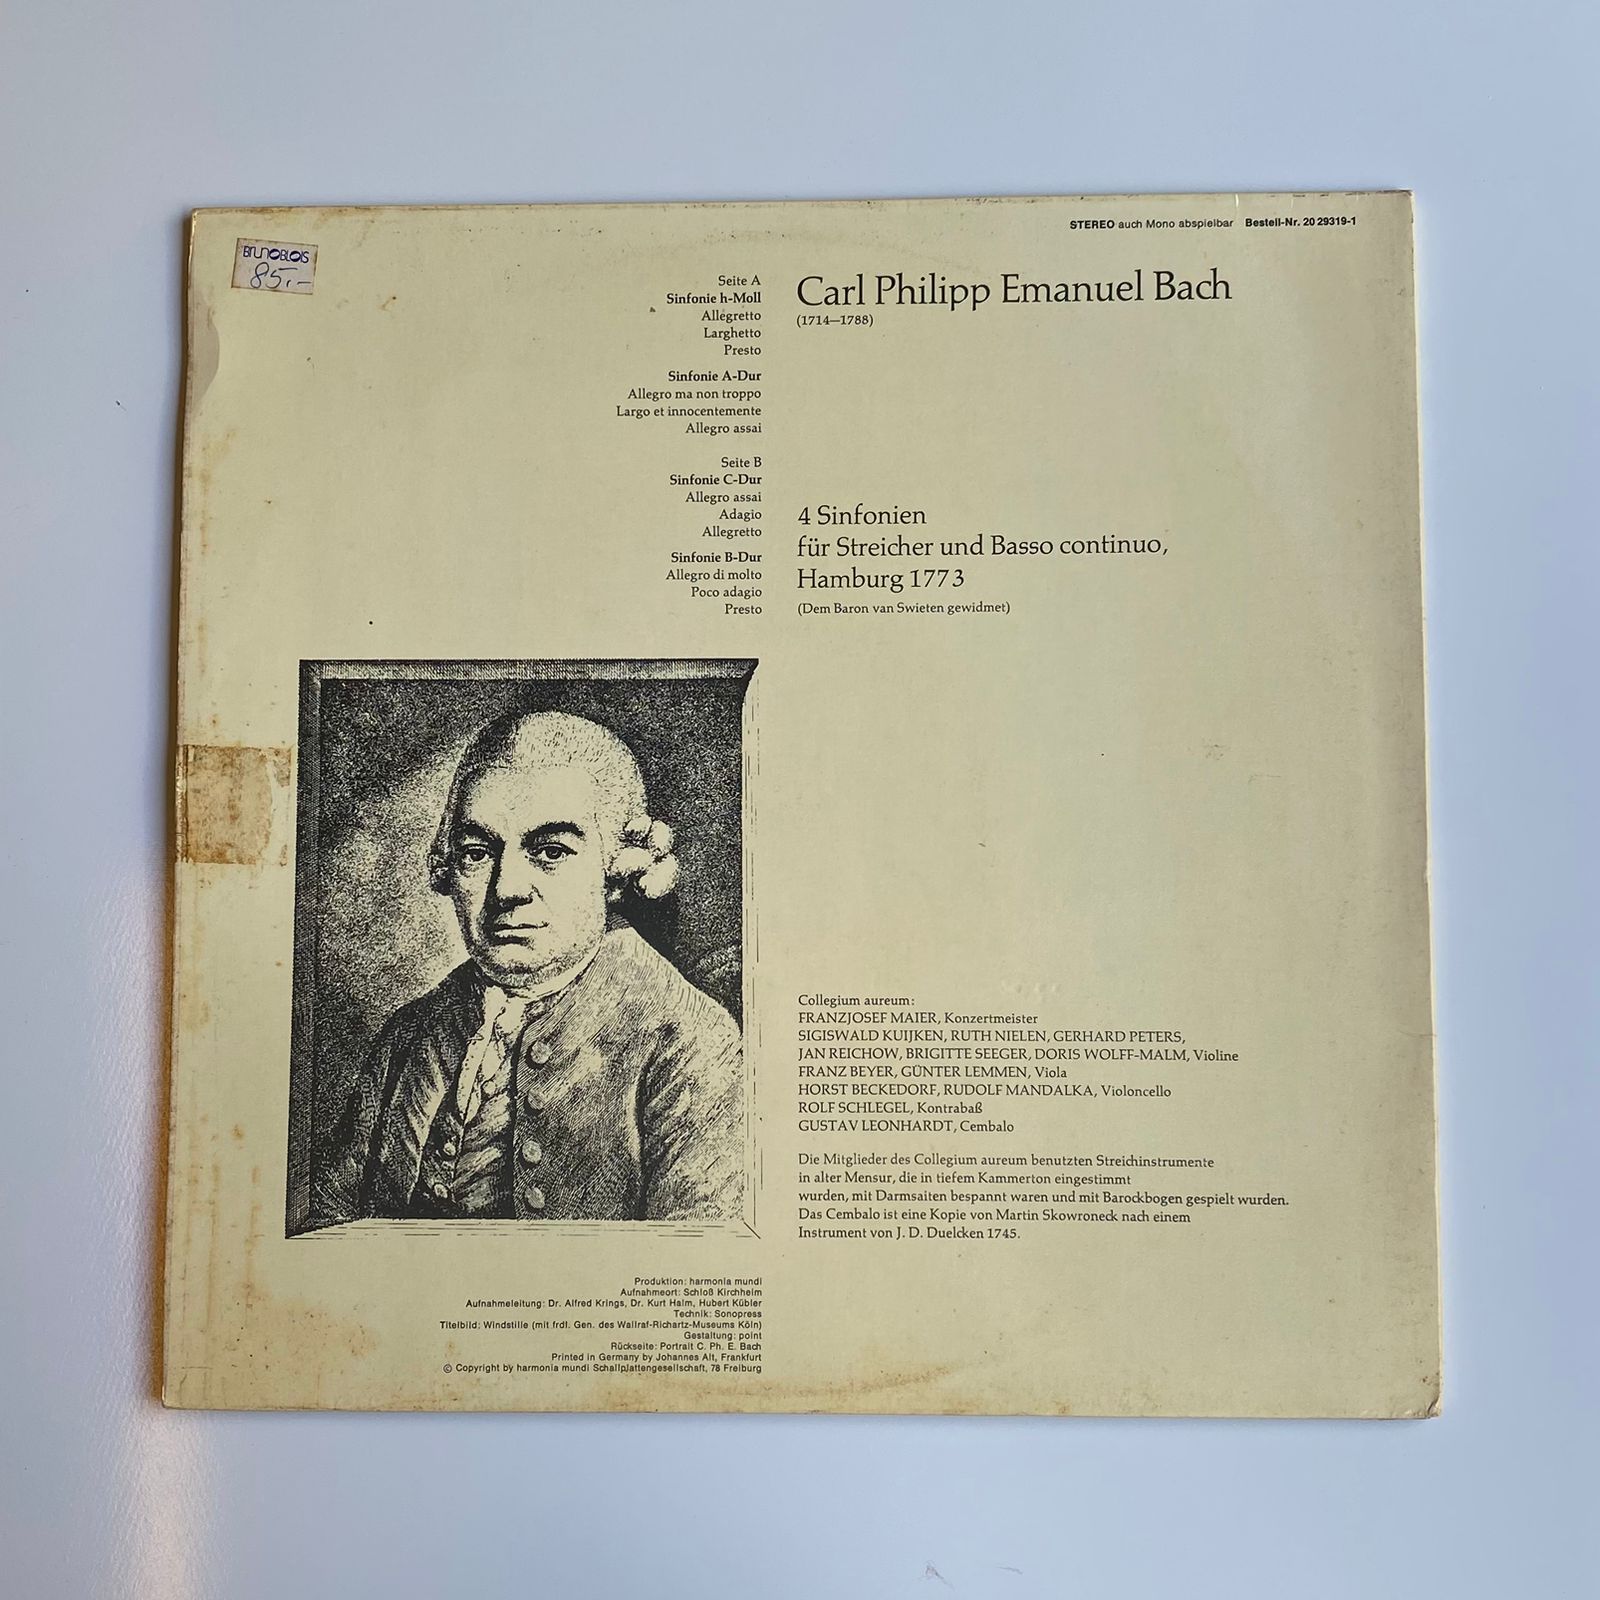 STEREO auch Mono abspielbar Bestell-Nr. 20 29319-1
BrunoBLOIS
85.-
Seite A
Sinfonie h-Moll
Allegretto
Larghetto
Presto
Sinfonie A-Dur
Allegro ma non troppo
Largo et innocentemente
Allegro assai
Seite B
Sinfonie C-Dur
Allegro assai
Adagio
Allegretto
Sinfonie B-Dur
Allegro di molto
Poco adagio
Presto
Carl Philipp Emanuel Bach
(1714—1788)
4 Sinfonien
für Streicher und Basso continuo,
Hamburg 1773
(Dem Baron van Swieten gewidmet)
Collegium aureum:
FRANZJOSEF MAIER, Konzertmeister
SIGISWALD KUIJKEN, RUTH NIELEN, GERHARD PETERS,
JAN REICHOW, BRIGITTE SEEGER, DORIS WOLFF-MALM, Violine
FRANZ BEYER, GÜNTER LEMMEN, Viola
HORST BECKEDORF, RUDOLF MANDALKA, Violoncello
ROLF SCHLEGEL, Kontrabaß
GUSTAV LEONHARDT, Cembalo
Die Mitglieder des Collegium aureum benutzten Streichinstrumente
in alter Mensur, die in tiefem Kammerton eingestimmt
wurden, mit Darmsaiten bespannt waren und mit Barockbogen gespielt wurden.
Das Cembalo ist eine Kopie von Martin Skowroneck nach einem
Instrument von J. D. Duelcken 1745.
Produktion: harmonia mundi
Aufnahmeort: Schloß Kirchheim
Aufnahmeleitung: Dr. Alfred Krings, Dr. Kurt Halm, Hubert Kübler
Technik: Sonopress
Titelbild: Windstille (mit frdl. Gen. des Wallraf-Richartz-Museums Köln)
Gestaltung: point
Rückseite: Portrait C. Ph. E. Bach
Printed in Germany by Johannes Alt, Frankfurt
© Copyright by harmonia mundi Schallplattengesellschaft, 78 Freiburg